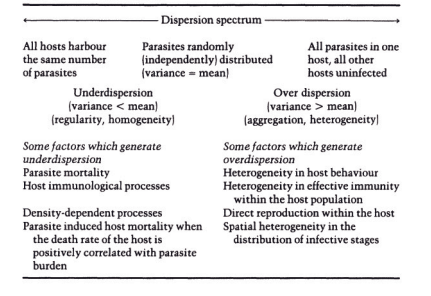 Dispersion spectrum
All hosts harbour
the same number
of parasites
Parasites randomly
(independently) distributed
(variance = mean)
All parasites in one
host, all other
hosts uninfected
Underdispersion
(variance < mean)
(regularity, homogeneity)
Over dispersion
(variance > mean)
(aggregation, heterogeneity)
Some factors which generate
underdispersion
Parasite mortality
Host immunological processes
Density-dependent processes
Parasite induced host mortality when
the death rate of the host is
positively correlated with parasite
burden
Some factors which generate
overdispersion
Heterogeneity in host behaviour
Heterogeneity in effective immunity
within the host population
Direct reproduction within the host
Spatial heterogeneity in the
distribution of infective stages